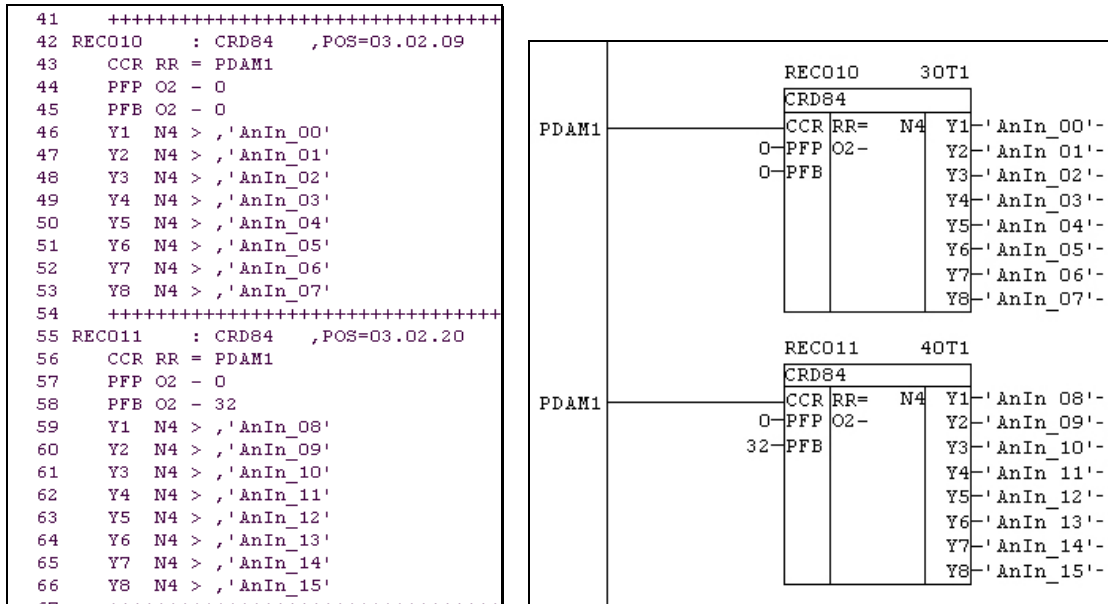 41    ++++++++++++++++++++++++++++++++++
42 REC010    : CRD84   ,POS=03.02.09
43    CCR RR = PDAM1
44    PFP O2 - 0
45    PFB O2 - 0
46    Y1  N4 > ,'AnIn_00'
47    Y2  N4 > ,'AnIn_01'
48    Y3  N4 > ,'AnIn_02'
49    Y4  N4 > ,'AnIn_03'
50    Y5  N4 > ,'AnIn_04'
51    Y6  N4 > ,'AnIn_05'
52    Y7  N4 > ,'AnIn_06'
53    Y8  N4 > ,'AnIn_07'
54    ++++++++++++++++++++++++++++++++++
55 REC011    : CRD84   ,POS=03.02.20
56    CCR RR = PDAM1
57    PFP O2 - 0
58    PFB O2 - 32
59    Y1  N4 > ,'AnIn_08'
60    Y2  N4 > ,'AnIn_09'
61    Y3  N4 > ,'AnIn_10'
62    Y4  N4 > ,'AnIn_11'
63    Y5  N4 > ,'AnIn_12'
64    Y6  N4 > ,'AnIn_13'
65    Y7  N4 > ,'AnIn_14'
66    Y8  N4 > ,'AnIn_15'
REC010 30T1
CRD84
PDAM1 CCR RR= N4 Y1-'AnIn_00'-
0-PFP O2- Y2-'AnIn_01'-
0-PFB Y3-'AnIn_02'-
Y4-'AnIn_03'-
Y5-'AnIn_04'-
Y6-'AnIn_05'-
Y7-'AnIn_06'-
Y8-'AnIn_07'-
REC011 40T1
CRD84
PDAM1 CCR RR= N4 Y1-'AnIn_08'-
0-PFP O2- Y2-'AnIn_09'-
32-PFB Y3-'AnIn_10'-
Y4-'AnIn_11'-
Y5-'AnIn_12'-
Y6-'AnIn_13'-
Y7-'AnIn_14'-
Y8-'AnIn_15'-